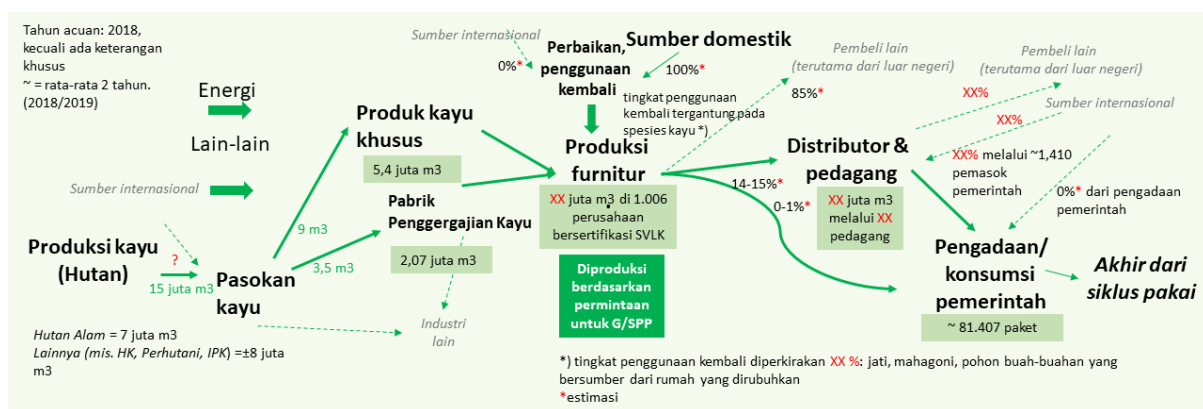 Tahun acuan: 2018,
kecuali ada keterangan
khusus
~ = rata-rata 2 tahun.
(2018/2019)
Energi
Lain-lain
Sumber internasional
Produksi kayu
(Hutan)
?
15 juta m3
Pasokan
kayu
Hutan Alam = 7 juta m3
Lainnya (mis. HK, Perhutani, IPK) =±8 juta
m3
9 m3
3,5 m3
Produk kayu
khusus
5,4 juta m3
Pabrik
Penggergajian Kayu
2,07 juta m3
Industri
lain
Sumber internasional
0%*
Perbaikan,
penggunaan
kembali
Sumber domestik
100%*
tingkat penggunaan
kembali tergantung pada
spesies kayu *)
Produksi
furnitur
XX juta m3 di 1.006
perusahaan
bersertifikasi SVLK
Diproduksi
berdasarkan
permintaan
untuk G/SPP
Pembeli lain
(terutama dari luar negeri)
85%*
14-15%*
0-1%*
Distributor &
pedagang
XX juta m3
melalui XX
pedagang
Pembeli lain
(terutama dari luar negeri)
XX%
Sumber internasional
XX%
XX% melalui ~1,410
pemasok
pemerintah
0%* dari pengadaan
pemerintah
Pengadaan/
konsumsi
pemerintah
~ 81.407 paket
Akhir dari
siklus pakai
*) tingkat penggunaan kembali diperkirakan XX %: jati, mahagoni, pohon buah-buahan yang
bersumber dari rumah yang dirubuhkan
*estimasi